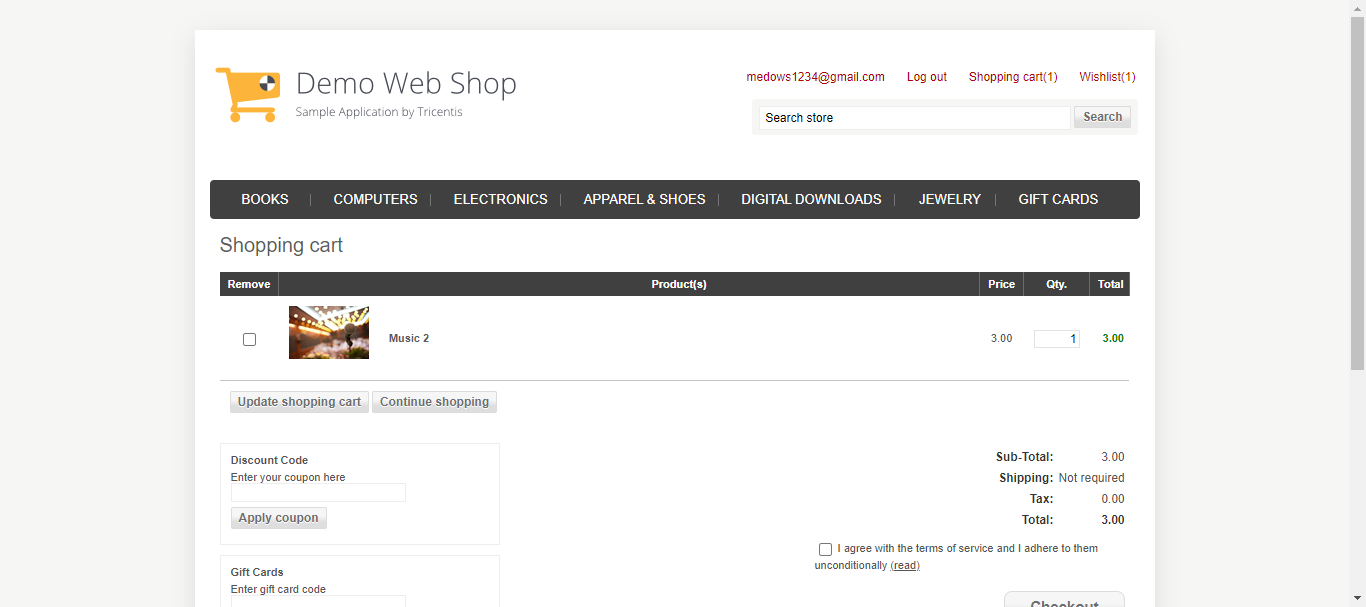 Demo Web Shop
Sample Application by Tricentis
medows1234@gmail.com Log out Shopping cart(1) Wishlist(1)
Search store Search
BOOKS COMPUTERS ELECTRONICS APPAREL & SHOES DIGITAL DOWNLOADS JEWELRY GIFT CARDS
Shopping cart
Remove Product(s) Price Qty. Total
Music 2 3.00 1 3.00
Update shopping cart Continue shopping
Discount Code
Enter your coupon here
Apply coupon
Gift Cards
Enter gift card code
Sub-Total: 3.00
Shipping: Not required
Tax: 0.00
Total: 3.00
I agree with the terms of service and I adhere to them
unconditionally (read)
Checkout